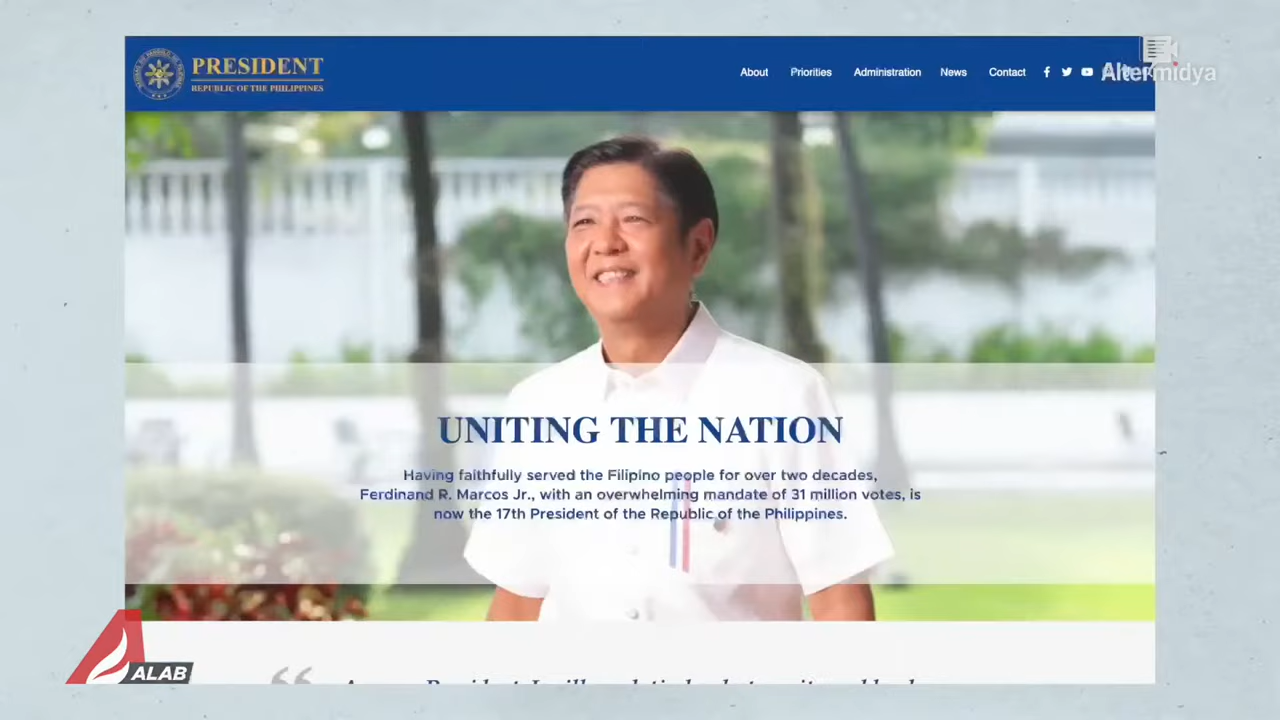 PRESIDENT
REPUBLIC OF THE PHILIPPINES
About Priorities Administration News Contact
Altermidya
UNITING THE NATION
Having faithfully served the Filipino people for over two decades,
Ferdinand R. Marcos Jr., with an overwhelming mandate of 31 million votes, is
now the 17th President of the Republic of the Philippines.
ALAB